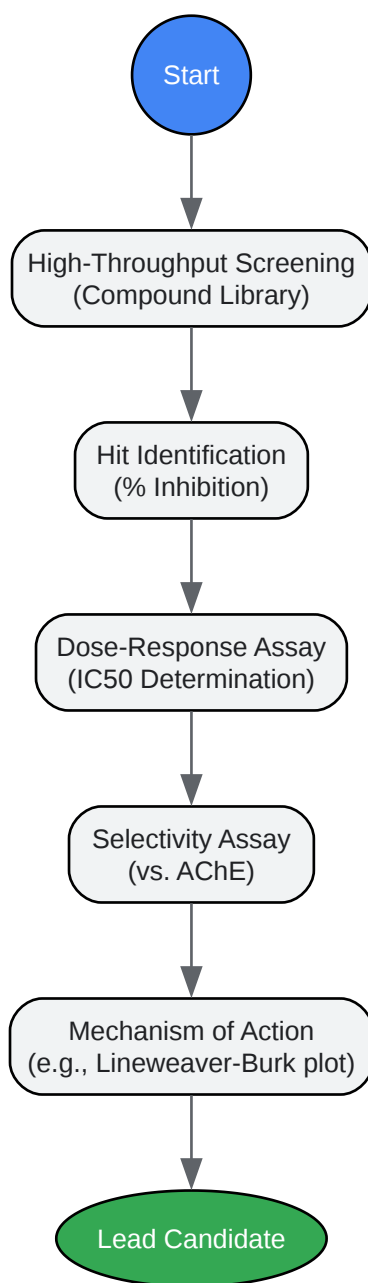 Start
High-Throughput Screening
(Compound Library)
Hit Identification
(% Inhibition)
Dose-Response Assay
(IC50 Determination)
Selectivity Assay
(vs. AChE)
Mechanism of Action
(e.g., Lineweaver-Burk plot)
Lead Candidate